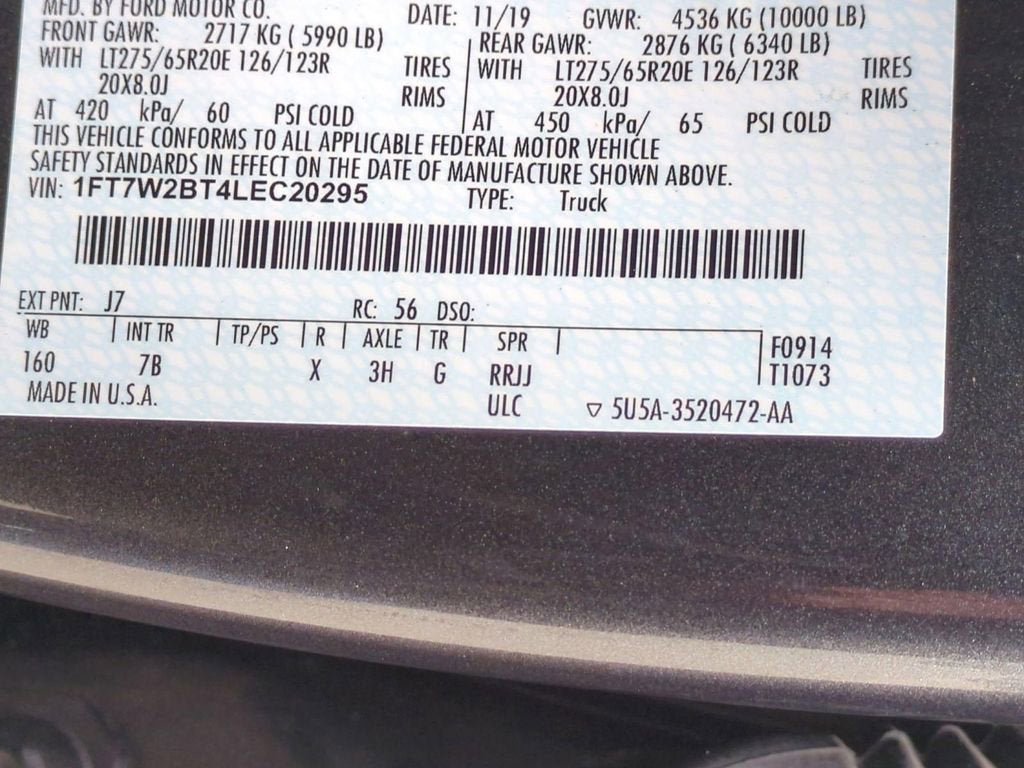 MFD. BY FORD MOTOR CO.
DATE: 11/19 GVWR: 4536 KG (10000 LB)
FRONT GAWR: 2717 KG ( 5990 LB)
WITH LT275/65R20E 126/123R TIRES
20X8.0J RIMS
AT 420 kPa/ 60 PSI COLD
REAR GAWR: 2876 KG ( 6340 LB)
WITH LT275/65R20E 126/123R TIRES
20X8.0J RIMS
AT 450 kPa/ 65 PSI COLD
THIS VEHICLE CONFORMS TO ALL APPLICABLE FEDERAL MOTOR VEHICLE
SAFETY STANDARDS IN EFFECT ON THE DATE OF MANUFACTURE SHOWN ABOVE.
VIN: 1FT7W2BT4LEC20295 TYPE: Truck
EXT PNT: J7 RC: 56 DSO:
WB INT TR TP/PS R AXLE TR SPR F0914
160 7B X 3H G RRJJ T1073
MADE IN U.S.A. ULC ▽ 5U5A-3520472-AA